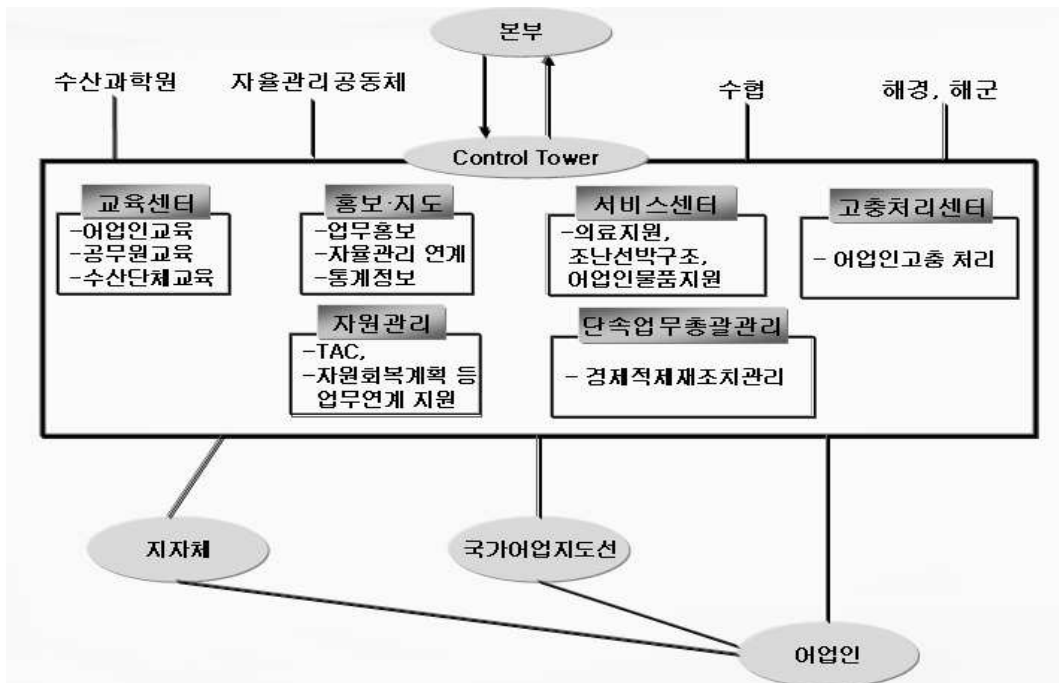 본부
수산과학원
자율관리공동체
수협
해경, 해군
Control Tower
교육센터
-어업인교육
-공무원교육
-수산단체교육
홍보·지도
-업무홍보
-자율관리 연계
-통계정보
서비스센터
-의료지원,
조난선박구조,
어업인물품지원
고충처리센터
- 어업인고충 처리
자원관리
-TAC,
-자원회복계획 등
업무연계 지원
단속업무총괄관리
- 경제적제재조치관리
지자체
국가어업지도선
어업인